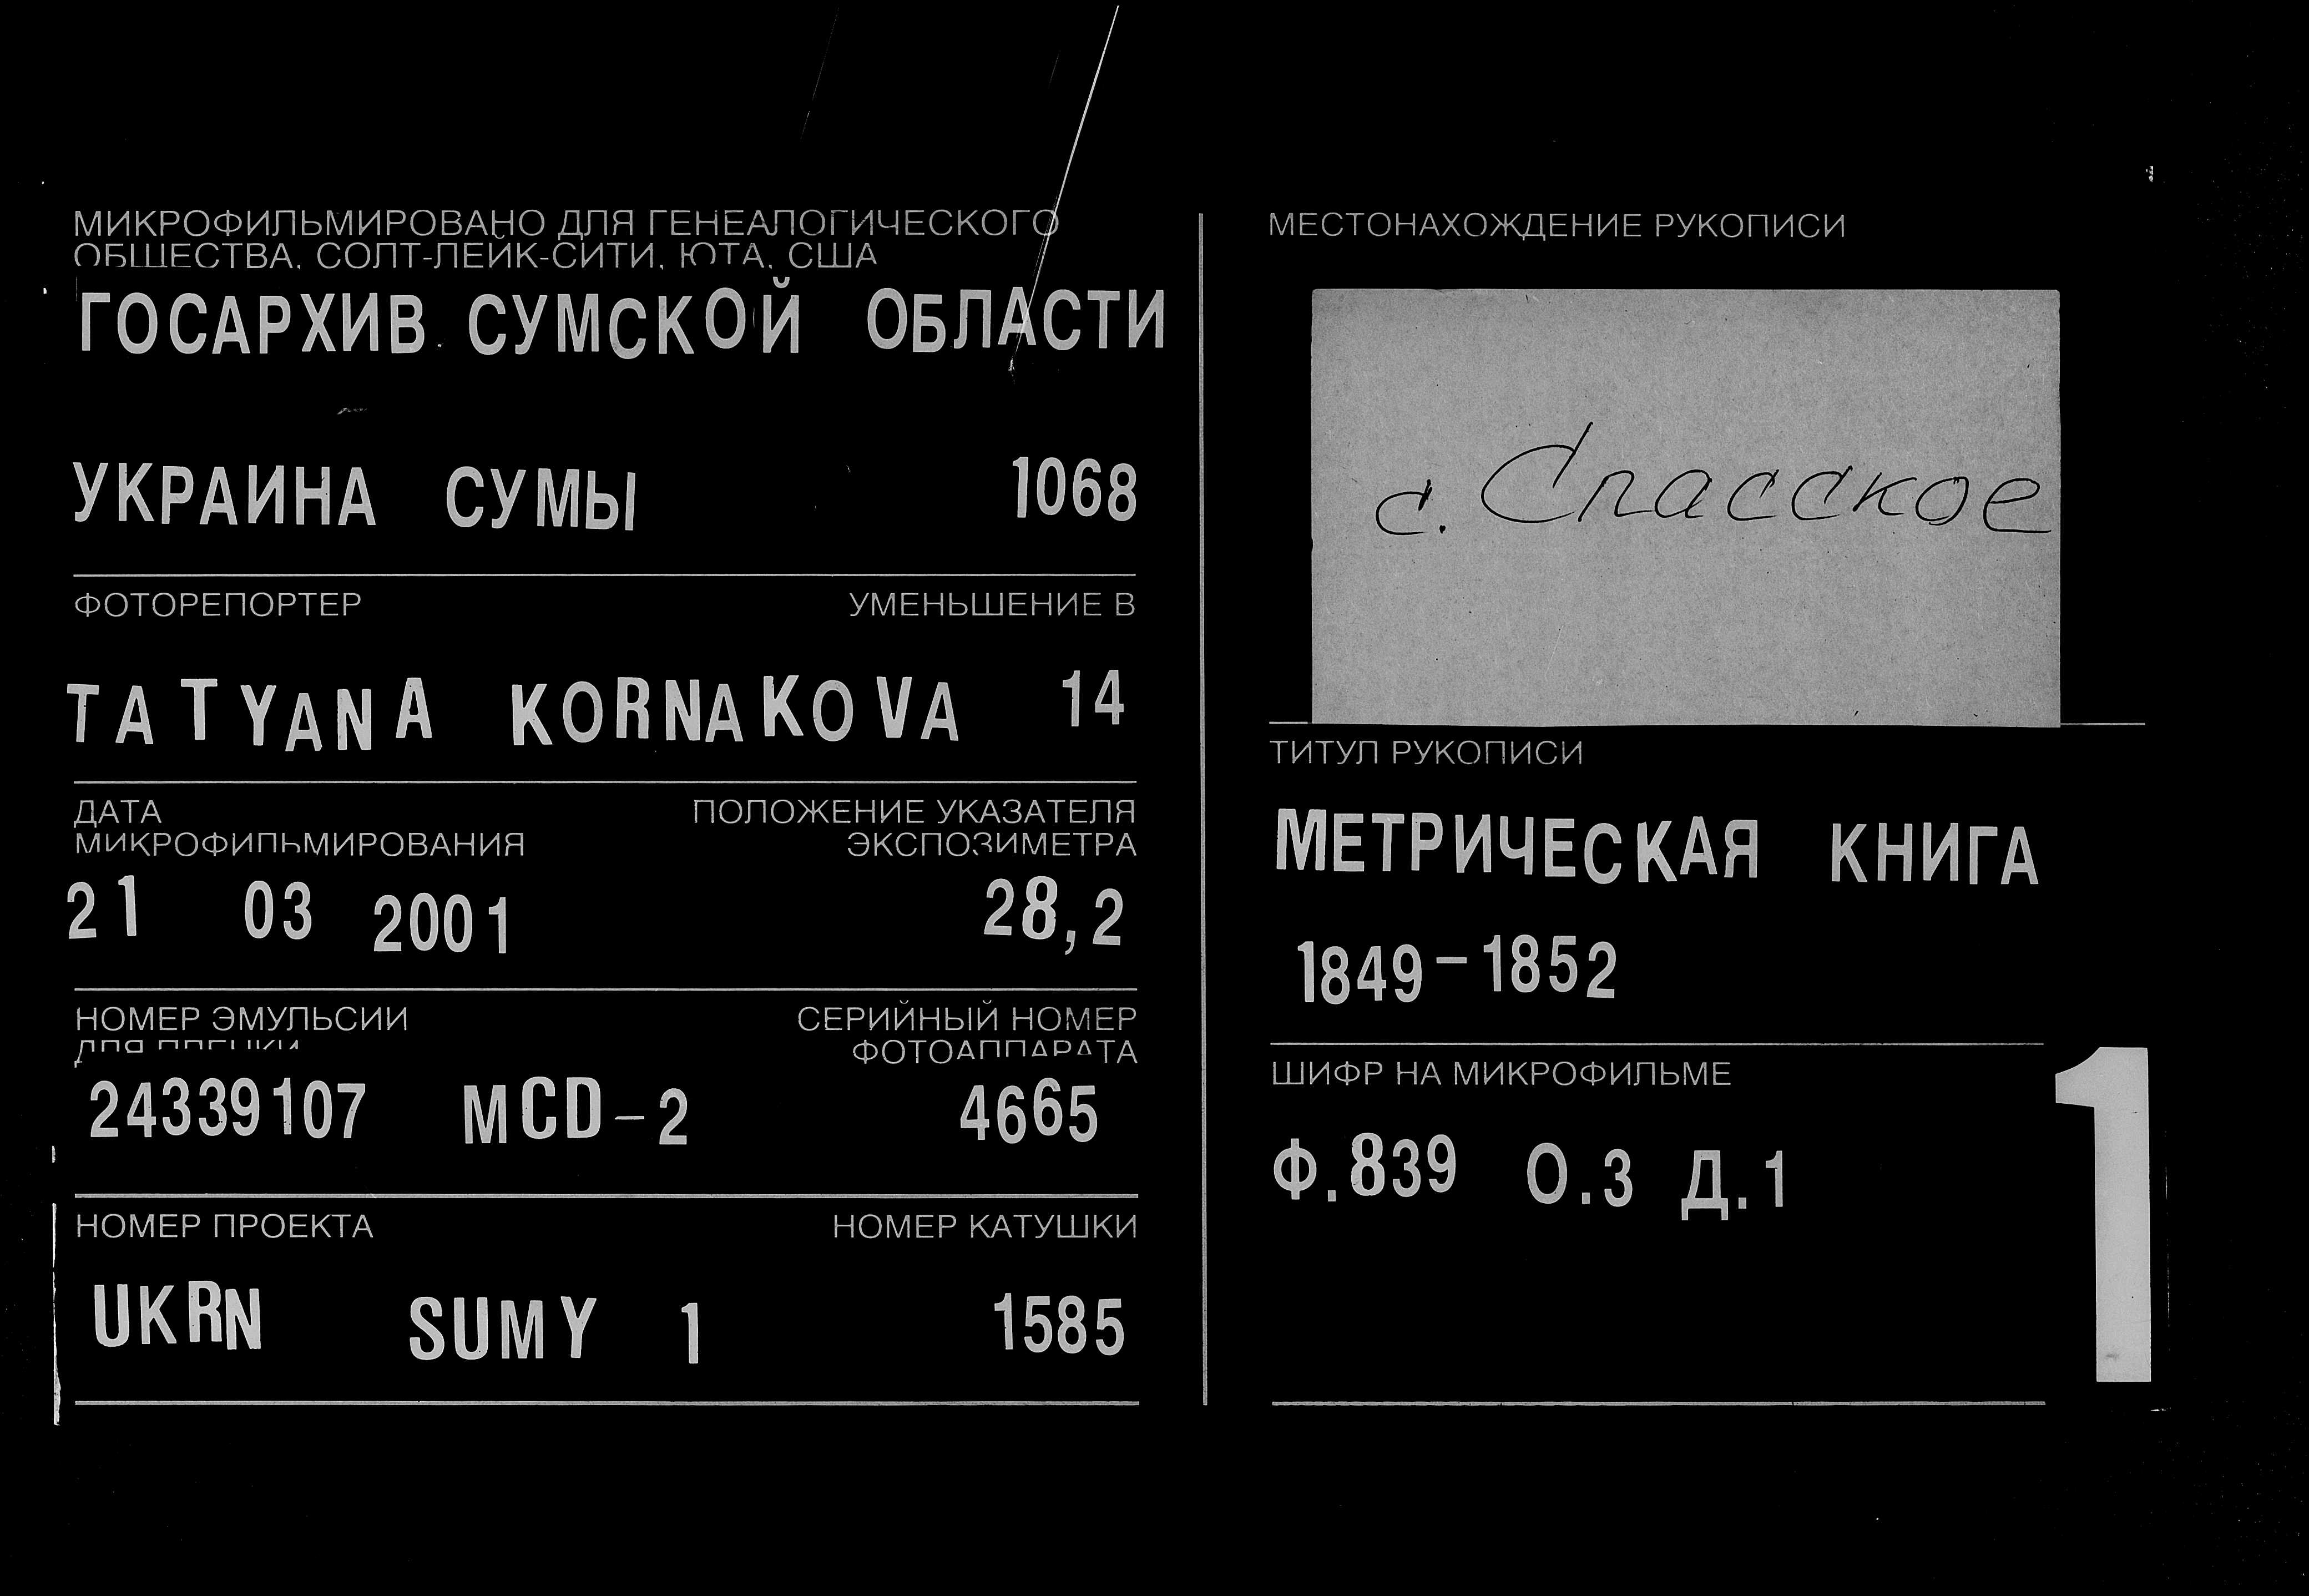 МИКРОФИЛЬМИРОВАНО ДЛЯ ГЕНЕАЛОГИЧЕСКОГО
ОБЩЕСТВА, СОЛТ-ЛЕЙК-СИТИ, ЮТА, США
ГОСАРХИВ СУМСКОЙ ОБЛАСТИ
УКРАИНА СУМЫ 1068
ФОТОРЕПОРТЕР УМЕНЬШЕНИЕ В
TATYANA KORNAKOVA 14
ДАТА ПОЛОЖЕНИЕ УКАЗАТЕЛЯ
МИКРОФИЛЬМИРОВАНИЯ ЭКСПОЗИМЕТРА
21 03 2001 28,2
НОМЕР ЭМУЛЬСИИ СЕРИЙНЫЙ НОМЕР
ДЛЯ ПЛЕНКИ ФОТОАППАРАТА
24339107 MCD-2 4665
НОМЕР ПРОЕКТА НОМЕР КАТУШКИ
UKRN SUMY 1 1585
МЕСТОНАХОЖДЕНИЕ РУКОПИСИ
с. Спасское
ТИТУЛ РУКОПИСИ
МЕТРИЧЕСКАЯ КНИГА
1849-1852
ШИФР НА МИКРОФИЛЬМЕ
Ф.839 О.3 Д.1
1